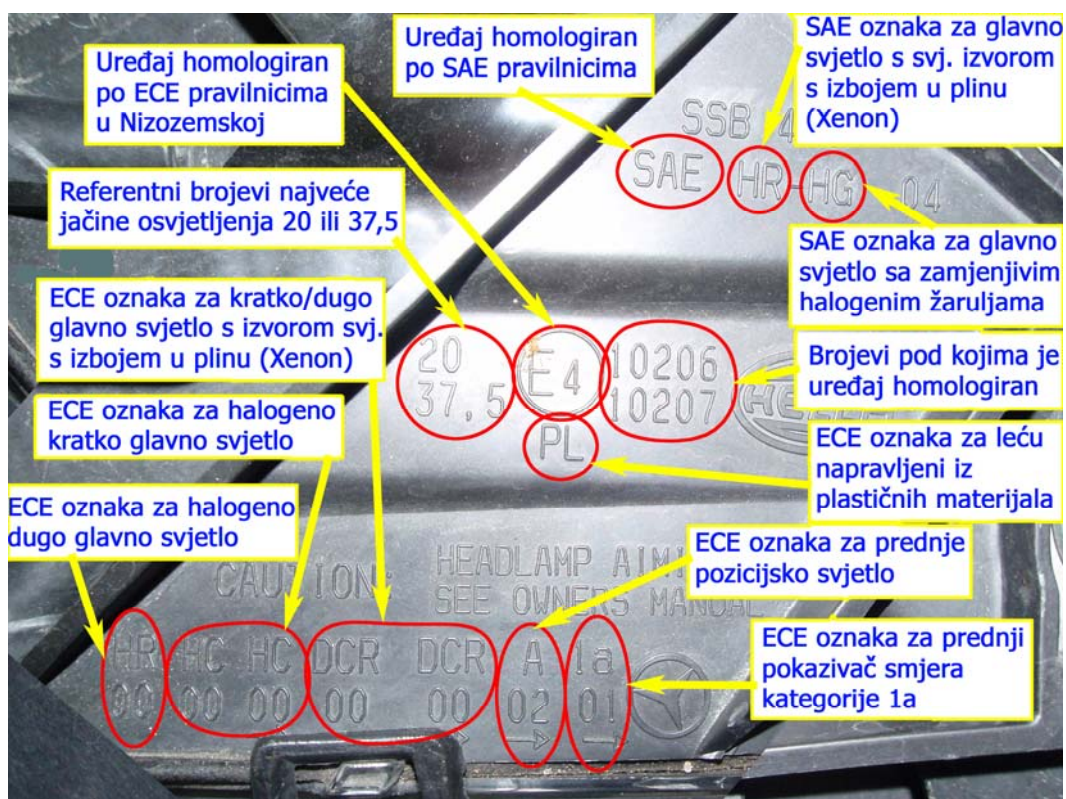 Uređaj homologiran
po ECE pravilnicima
u Nizozemskoj
Uređaj homologiran
po SAE pravilnicima
SAE oznaka za glavno
svjetlo s svj. izvorom
s izbojem u plinu
(Xenon)
SSB 4
SAE HR-HG 04
Referentni brojevi najveće
jačine osvjetljenja 20 ili 37,5
SAE oznaka za glavno
svjetlo sa zamjenjivim
halogenim žaruljama
ECE oznaka za kratko/dugo
glavno svjetlo s izvorom svj.
s izbojem u plinu (Xenon)
20 E4 10206
37,5 10207
HELLA
PL
Brojevi pod kojima je
uređaj homologiran
ECE oznaka za halogeno
kratko glavno svjetlo
ECE oznaka za leću
napravljeni iz
plastičnih materijala
ECE oznaka za halogeno
dugo glavno svjetlo
ECE oznaka za prednje
pozicijsko svjetlo
CAUTION: HEADLAMP
SEE OWNERS MANUAL
ECE oznaka za prednji
pokazivač smjera
kategorije 1a
HR HC HC DCR DCR A 1a
00 00 00 00 00 02 01